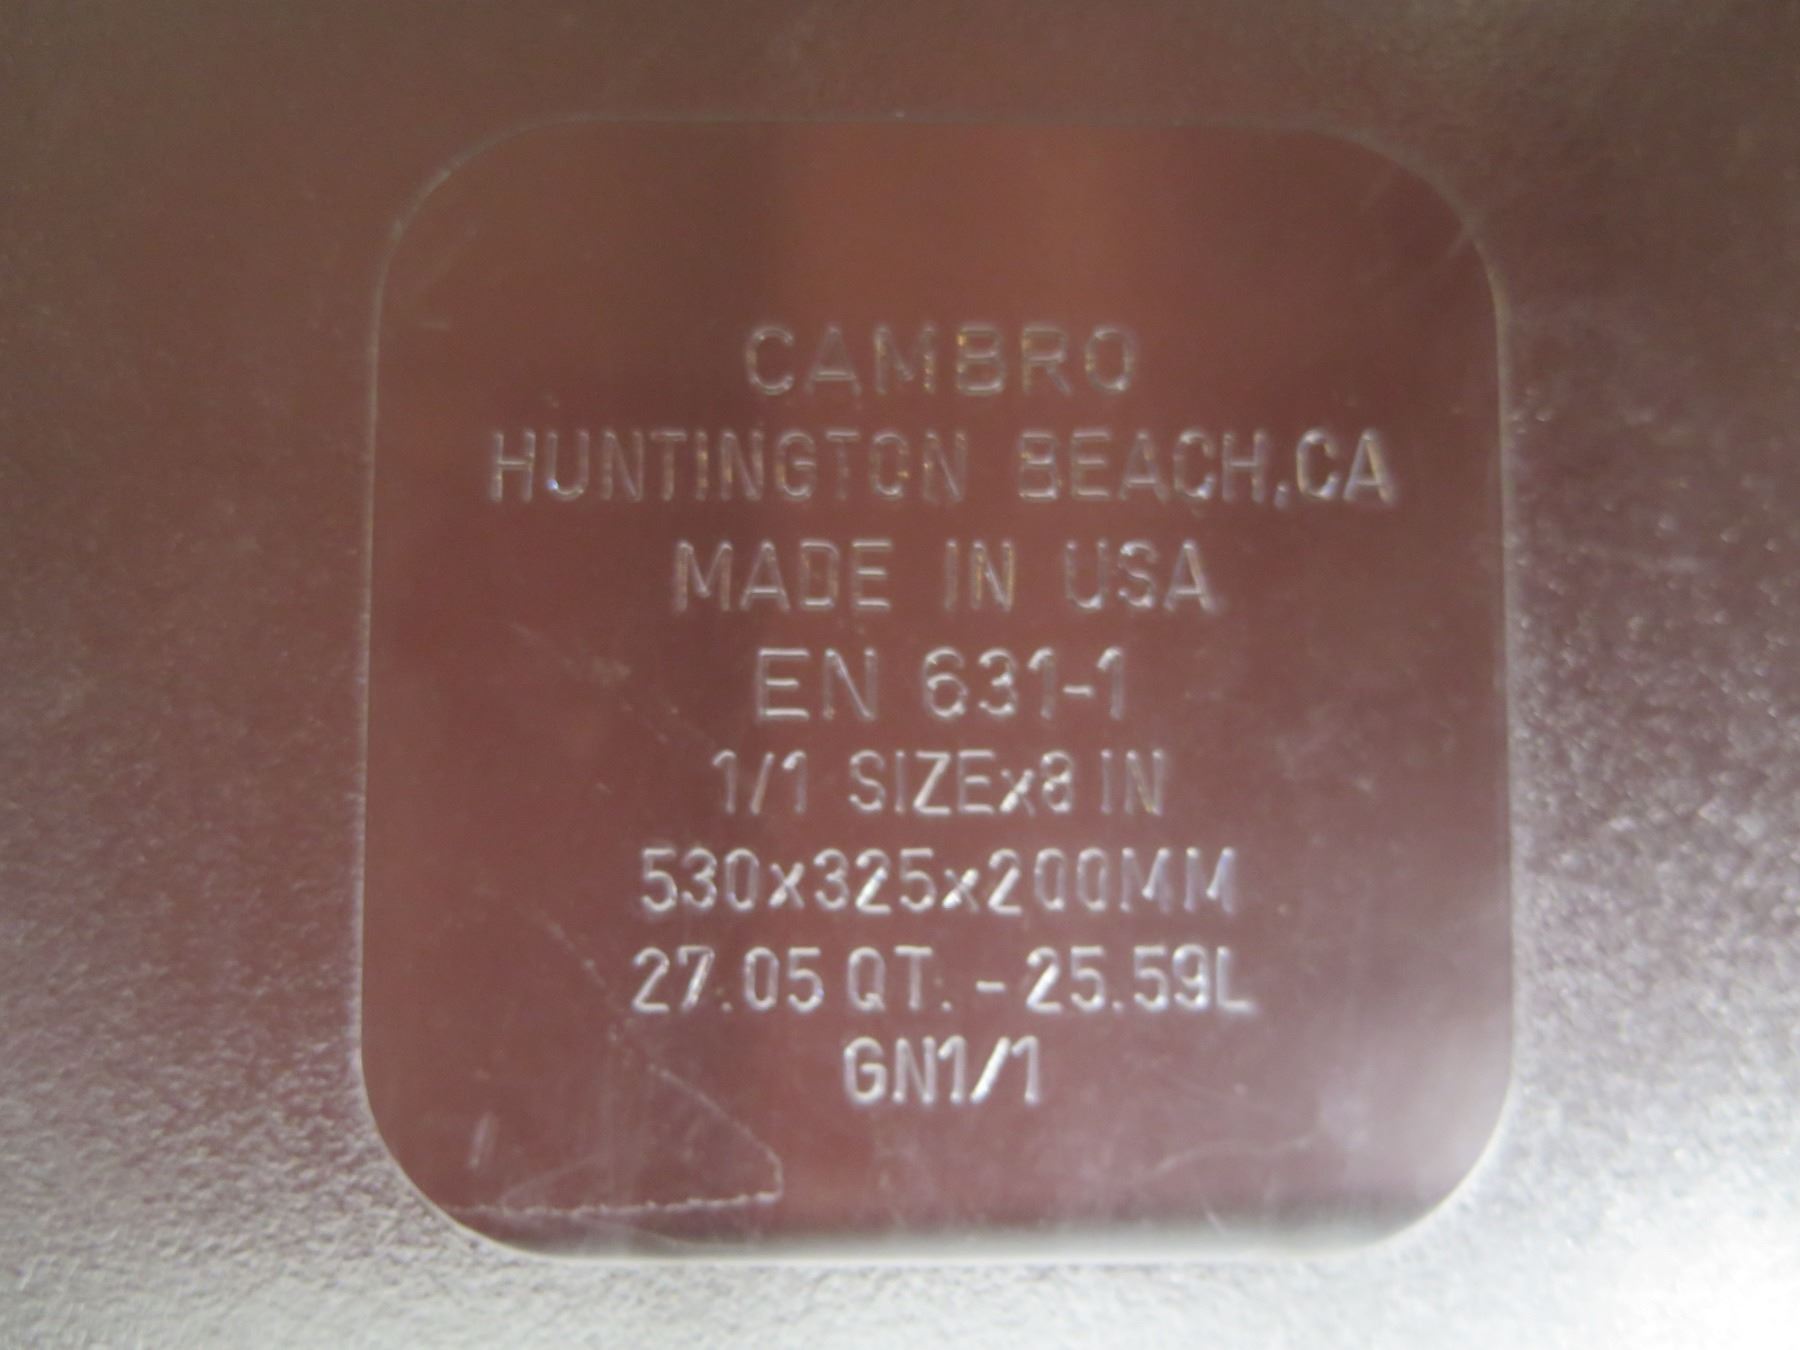 CAMBRO
HUNTINGTON BEACH,CA
MADE IN USA
EN 631-1
1/1 SIZEx8 IN
530x325x200MM
27.05 QT. - 25.59L
GN1/1